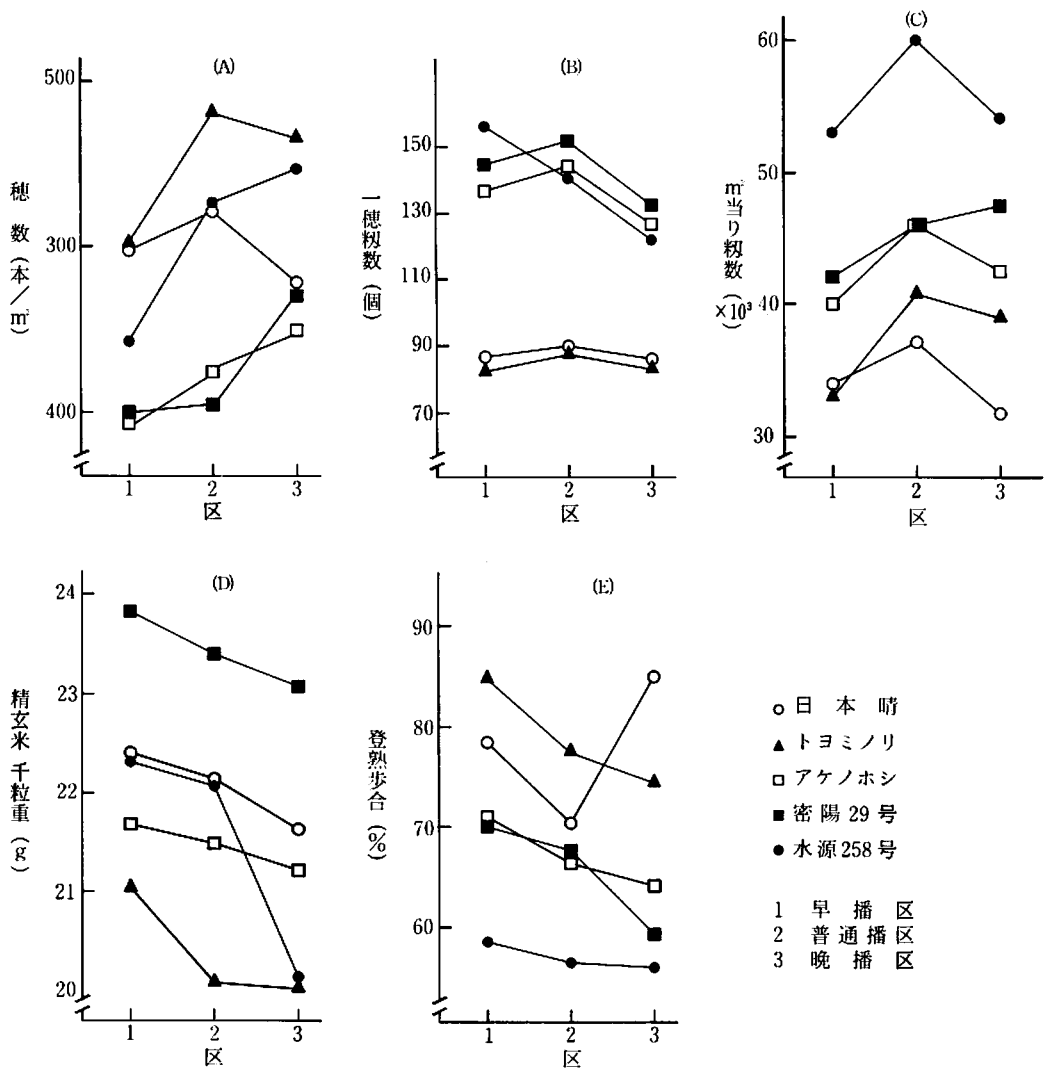 (A)
500
300
400
穂数(本/㎡)
1 2 3
区
(B)
150
130
110
90
70
一穂籾数(個)
1 2 3
区
(C)
60
50
40
30
㎡当り籾数
(×10³)
1 2 3
区
(D)
24
23
22
21
20
精玄米千粒重(g)
1 2 3
区
(E)
90
80
70
60
登熟歩合(%)
1 2 3
区
日本晴
トヨミノリ
アケノホシ
密陽29号
水源258号
1 早播区
2 普通播区
3 晩播区